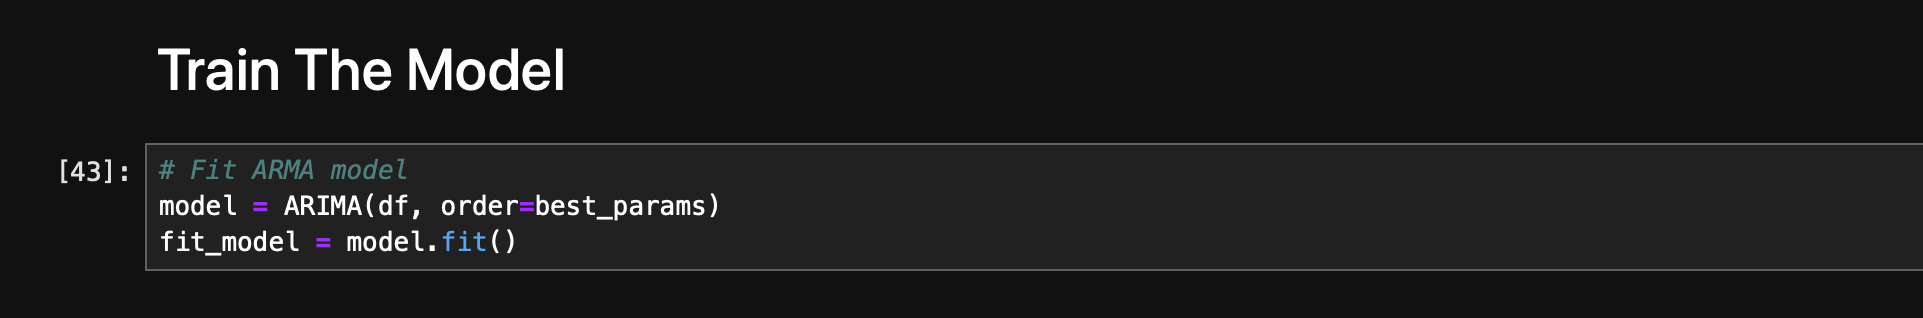 Train The Model
[43]:
# Fit ARMA model
model = ARIMA(df, order=best_params)
fit_model = model.fit()